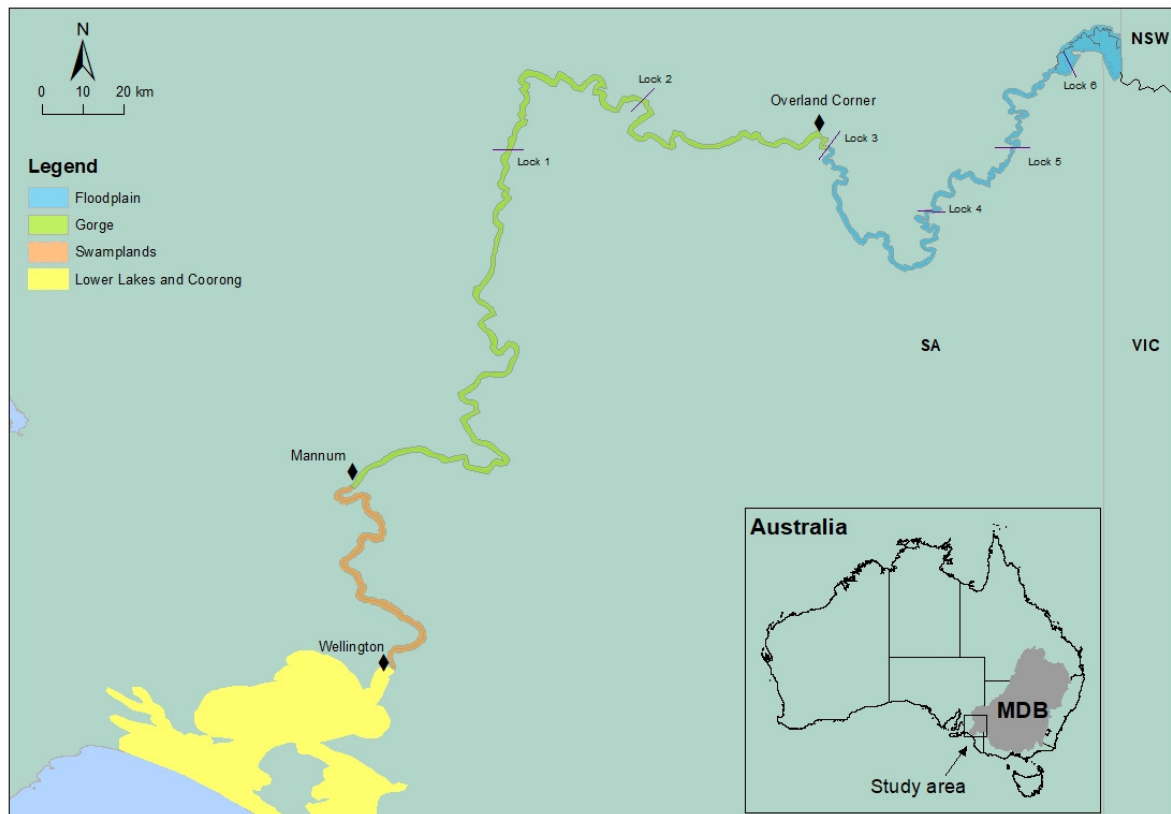 N
0 10 20 km
Legend
Floodplain
Gorge
Swamplands
Lower Lakes and Coorong
Lock 1
Lock 2
Overland Corner
Lock 3
Lock 4
Lock 5
Lock 6
NSW
SA
VIC
Mannum
Wellington
Australia
MDB
Study area